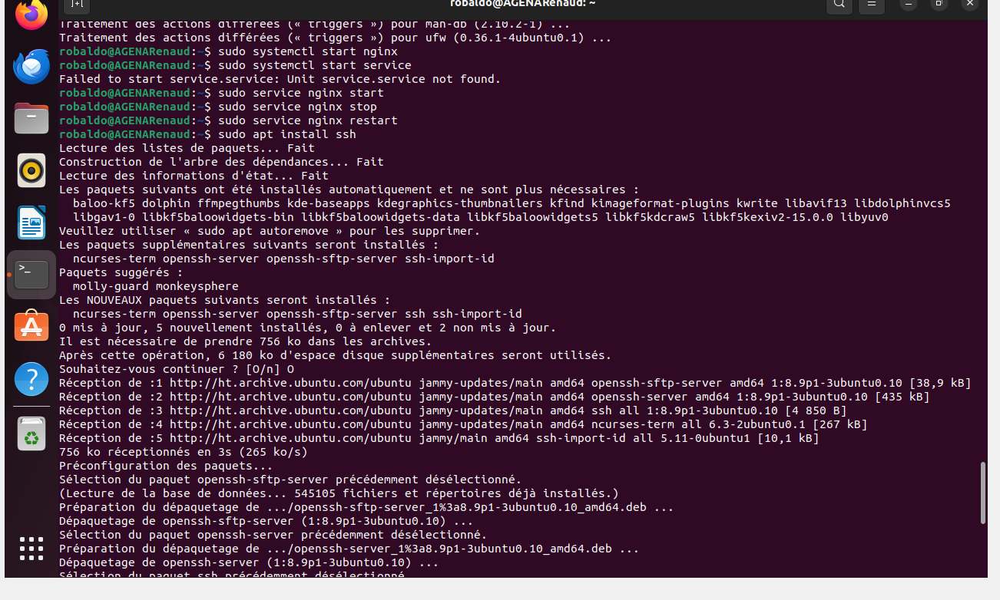 robaldo@AGENARenaud: ~
Traitement des actions différées (« triggers ») pour man-db (2.10.2-1) ...
Traitement des actions différées (« triggers ») pour ufw (0.36.1-4ubuntu0.1) ...
robaldo@AGENARenaud:~$ sudo systemctl start nginx
robaldo@AGENARenaud:~$ sudo systemctl start service
Failed to start service.service: Unit service.service not found.
robaldo@AGENARenaud:~$ sudo service nginx start
robaldo@AGENARenaud:~$ sudo service nginx stop
robaldo@AGENARenaud:~$ sudo service nginx restart
robaldo@AGENARenaud:~$ sudo apt install ssh
Lecture des listes de paquets... Fait
Construction de l'arbre des dépendances... Fait
Lecture des informations d'état... Fait
Les paquets suivants ont été installés automatiquement et ne sont plus nécessaires :
  baloo-kf5 dolphin ffmpegthumbs kde-baseapps kdegraphics-thumbnailers kfind kimageformat-plugins kwrite libavif13 libdolphinvcs5
  libgav1-0 libkf5baloowidgets-bin libkf5baloowidgets-data libkf5baloowidgets5 libkf5kdcraw5 libkf5kexiv2-15.0.0 libyuv0
Veuillez utiliser « sudo apt autoremove » pour les supprimer.
Les paquets supplémentaires suivants seront installés :
  ncurses-term openssh-server openssh-sftp-server ssh-import-id
Paquets suggérés :
  molly-guard monkeysphere
Les NOUVEAUX paquets suivants seront installés :
  ncurses-term openssh-server openssh-sftp-server ssh ssh-import-id
0 mis à jour, 5 nouvellement installés, 0 à enlever et 2 non mis à jour.
Il est nécessaire de prendre 756 ko dans les archives.
Après cette opération, 6 180 ko d'espace disque supplémentaires seront utilisés.
Souhaitez-vous continuer ? [O/n] O
Réception de :1 http://ht.archive.ubuntu.com/ubuntu jammy-updates/main amd64 openssh-sftp-server amd64 1:8.9p1-3ubuntu0.10 [38,9 kB]
Réception de :2 http://ht.archive.ubuntu.com/ubuntu jammy-updates/main amd64 openssh-server amd64 1:8.9p1-3ubuntu0.10 [435 kB]
Réception de :3 http://ht.archive.ubuntu.com/ubuntu jammy-updates/main amd64 ssh all 1:8.9p1-3ubuntu0.10 [4 850 B]
Réception de :4 http://ht.archive.ubuntu.com/ubuntu jammy-updates/main amd64 ncurses-term all 6.3-2ubuntu0.1 [267 kB]
Réception de :5 http://ht.archive.ubuntu.com/ubuntu jammy/main amd64 ssh-import-id all 5.11-0ubuntu1 [10,1 kB]
756 ko réceptionnés en 3s (265 ko/s)
Préconfiguration des paquets...
Sélection du paquet openssh-sftp-server précédemment désélectionné.
(Lecture de la base de données... 545105 fichiers et répertoires déjà installés.)
Préparation du dépaquetage de .../openssh-sftp-server_1%3a8.9p1-3ubuntu0.10_amd64.deb ...
Dépaquetage de openssh-sftp-server (1:8.9p1-3ubuntu0.10) ...
Sélection du paquet openssh-server précédemment désélectionné.
Préparation du dépaquetage de .../openssh-server_1%3a8.9p1-3ubuntu0.10_amd64.deb ...
Dépaquetage de openssh-server (1:8.9p1-3ubuntu0.10) ...
Sélection du paquet ssh précédemment désélectionné.